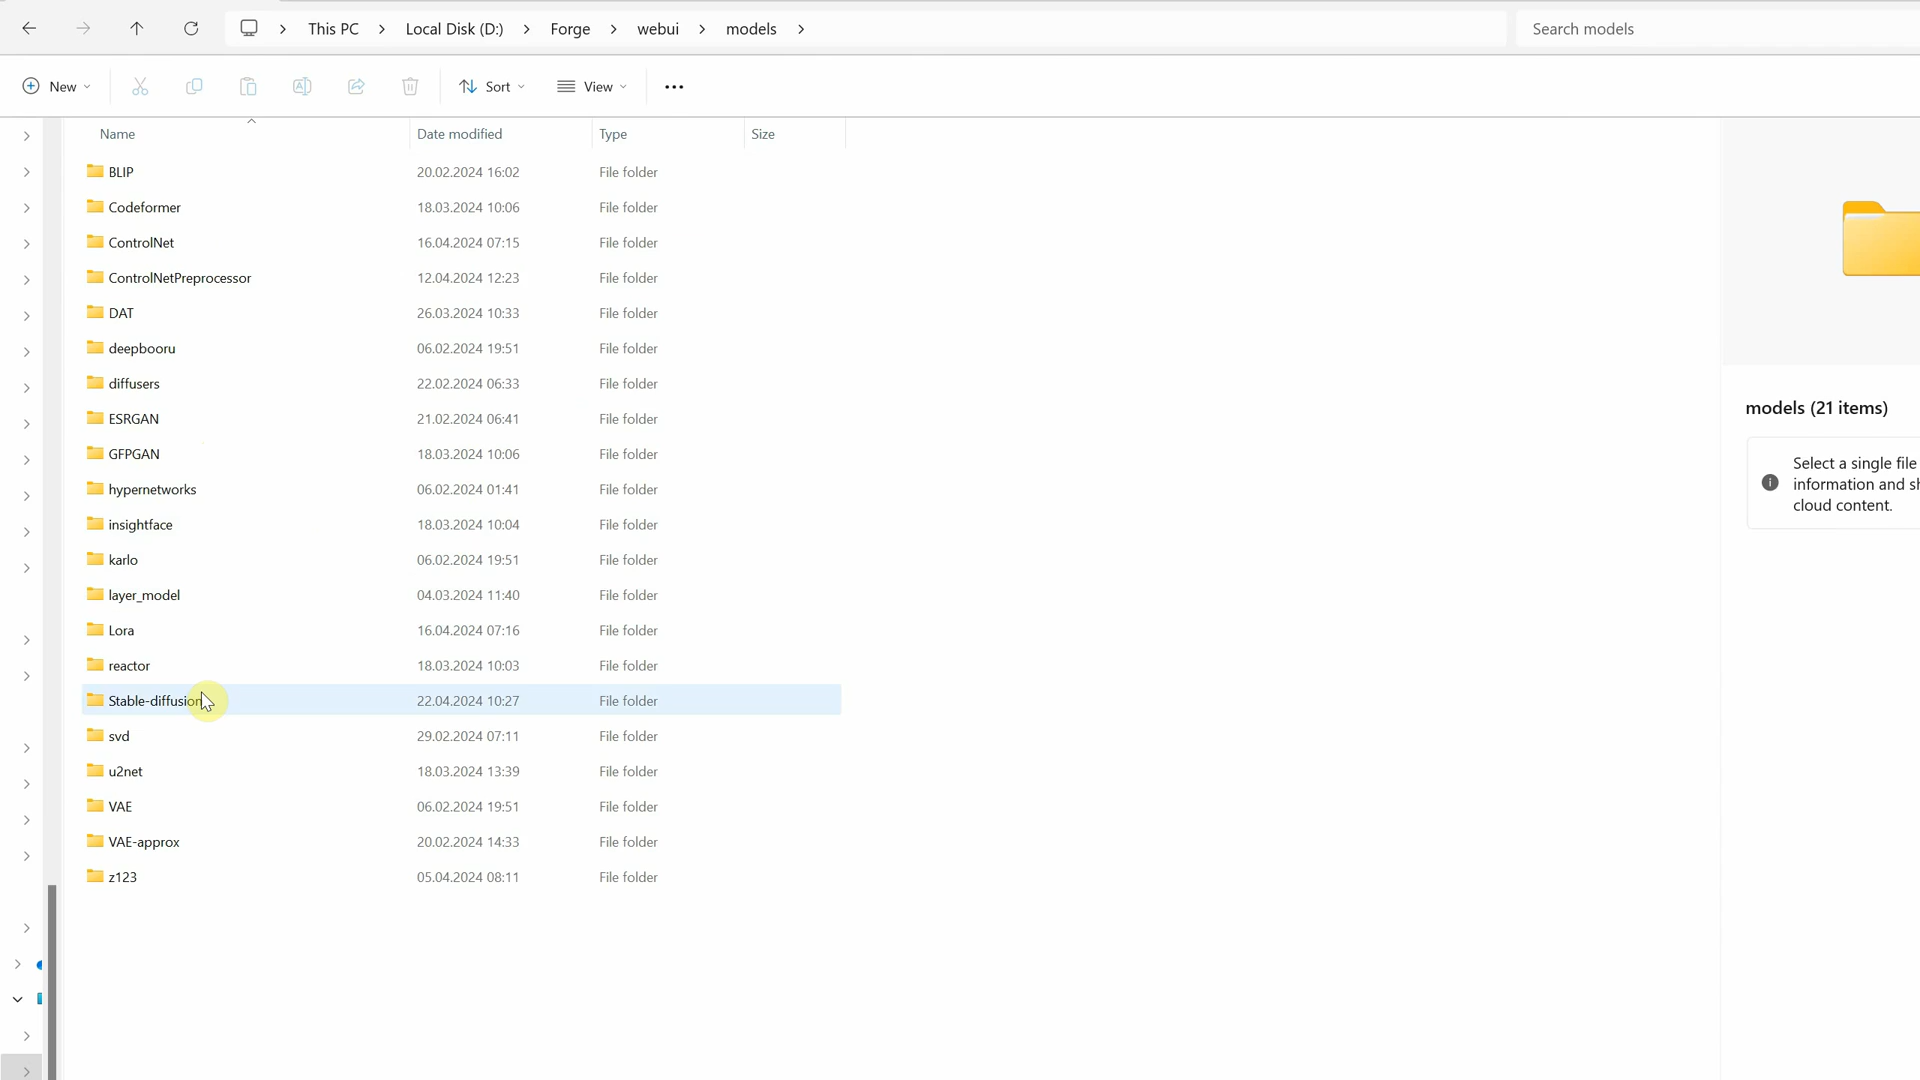 This PC > Local Disk (D:) > Forge > webui > models > Search models
New Sort View
Name Date modified Type Size
BLIP 20.02.2024 16:02 File folder
Codeformer 18.03.2024 10:06 File folder
ControlNet 16.04.2024 07:15 File folder
ControlNetPreprocessor 12.04.2024 12:23 File folder
DAT 26.03.2024 10:33 File folder
deepbooru 06.02.2024 19:51 File folder
diffusers 22.02.2024 06:33 File folder
ESRGAN 21.02.2024 06:41 File folder
GFPGAN 18.03.2024 10:06 File folder
hypernetworks 06.02.2024 01:41 File folder
insightface 18.03.2024 10:04 File folder
karlo 06.02.2024 19:51 File folder
layer_model 04.03.2024 11:40 File folder
Lora 16.04.2024 07:16 File folder
reactor 18.03.2024 10:03 File folder
Stable-diffusion 22.04.2024 10:27 File folder
svd 29.02.2024 07:11 File folder
u2net 18.03.2024 13:39 File folder
VAE 06.02.2024 19:51 File folder
VAE-approx 20.02.2024 14:33 File folder
z123 05.04.2024 08:11 File folder
models (21 items)
Select a single file
information and sh
cloud content.